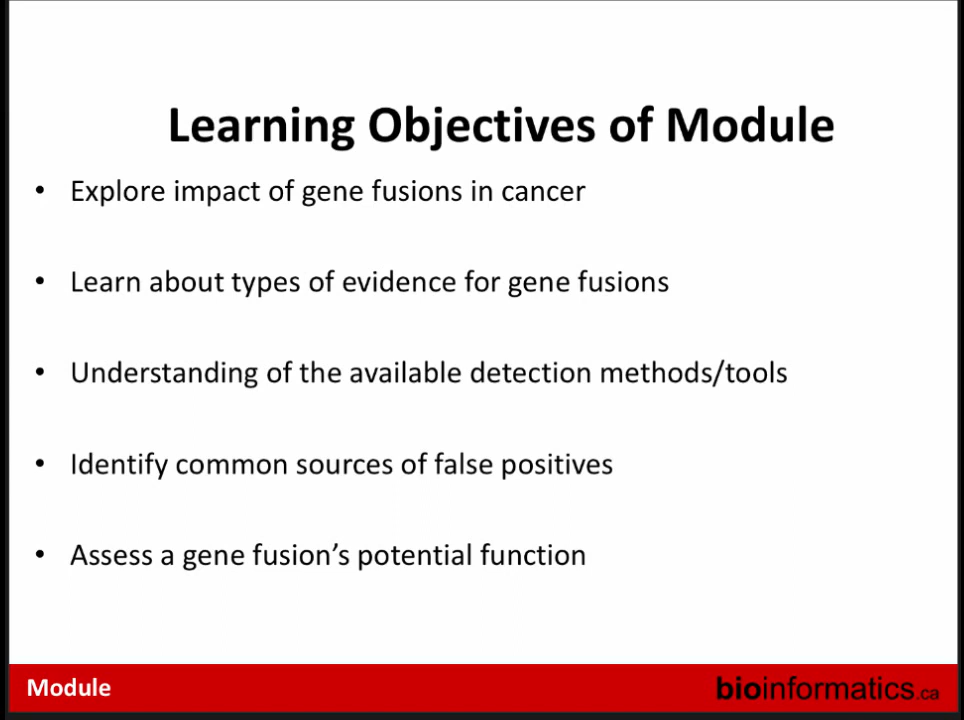 Learning Objectives of Module
• Explore impact of gene fusions in cancer
• Learn about types of evidence for gene fusions
• Understanding of the available detection methods/tools
• Identify common sources of false positives
• Assess a gene fusion’s potential function
Module
bioinformatics.ca